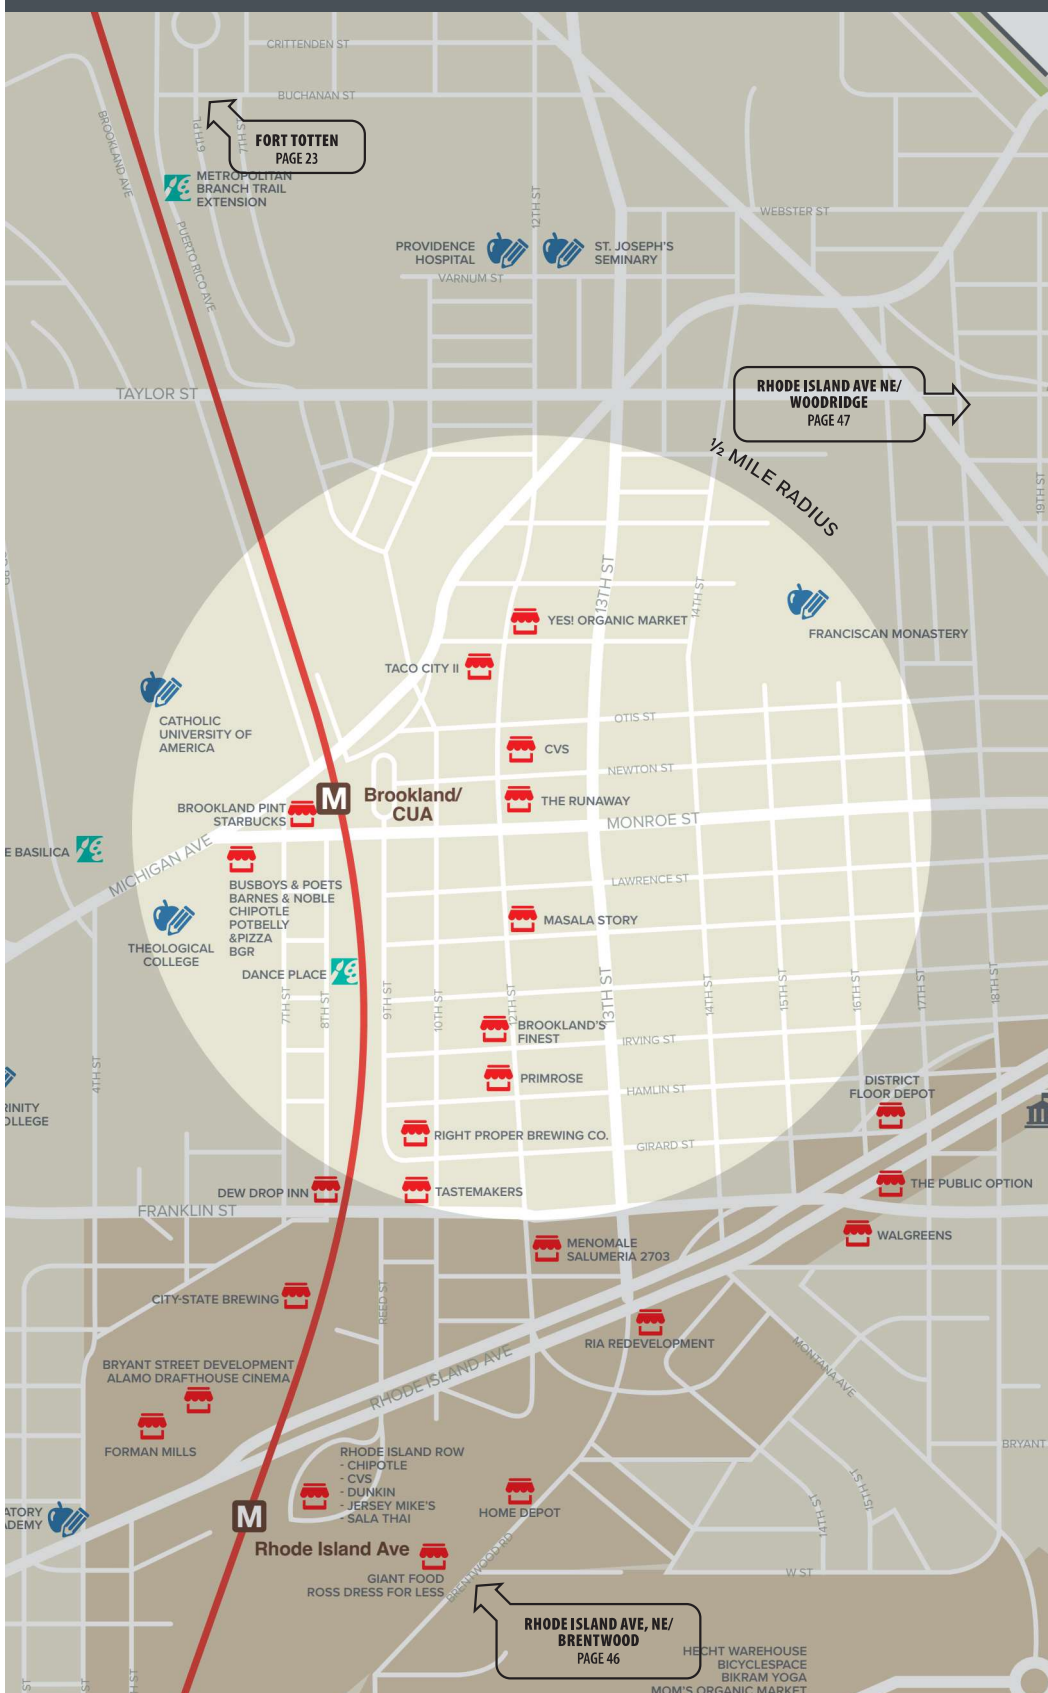 CRITTENDEN ST
BUCHANAN ST
BROOKLAND AVE
6TH PL
7TH ST
FORT TOTTEN
PAGE 23
METROPOLITAN
BRANCH TRAIL
EXTENSION
PUERTO RICO AVE
12TH ST
WEBSTER ST
PROVIDENCE
HOSPITAL
ST. JOSEPH'S
SEMINARY
VARNUM ST
TAYLOR ST
RHODE ISLAND AVE NE/
WOODRIDGE
PAGE 47
½ MILE RADIUS
19TH ST
13TH ST
14TH ST
YES! ORGANIC MARKET
FRANCISCAN MONASTERY
TACO CITY II
CATHOLIC
UNIVERSITY OF
AMERICA
OTIS ST
CVS
NEWTON ST
M
Brookland/
CUA
BROOKLAND PINT
STARBUCKS
THE RUNAWAY
MONROE ST
E BASILICA
MICHIGAN AVE
BUSBOYS & POETS
BARNES & NOBLE
CHIPOTLE
POTBELLY
&PIZZA
BGR
LAWRENCE ST
MASALA STORY
THEOLOGICAL
COLLEGE
DANCE PLACE
7TH ST
8TH ST
9TH ST
10TH ST
12TH ST
13TH ST
14TH ST
15TH ST
16TH ST
17TH ST
18TH ST
BROOKLAND'S
FINEST
IRVING ST
4TH ST
RINITY
OLLEGE
PRIMROSE
HAMLIN ST
DISTRICT
FLOOR DEPOT
RIGHT PROPER BREWING CO.
GIRARD ST
DEW DROP INN
TASTEMAKERS
THE PUBLIC OPTION
FRANKLIN ST
MENOMALE
SALUMERIA 2703
WALGREENS
CITY-STATE BREWING
REED ST
RIA REDEVELOPMENT
MONTANA AVE
BRYANT STREET DEVELOPMENT
ALAMO DRAFTHOUSE CINEMA
RHODE ISLAND AVE
FORMAN MILLS
RHODE ISLAND ROW
- CHIPOTLE
- CVS
- DUNKIN
- JERSEY MIKE'S
- SALA THAI
BRYANT
HOME DEPOT
14TH ST
15TH ST
ATORY
ADEMY
M
Rhode Island Ave
GIANT FOOD
ROSS DRESS FOR LESS
BRENTWOOD RD
W ST
RHODE ISLAND AVE, NE/
BRENTWOOD
PAGE 46
HECHT WAREHOUSE
BICYCLESPACE
BIKRAM YOGA
MOM'S ORGANIC MARKET
ST
ST
ST